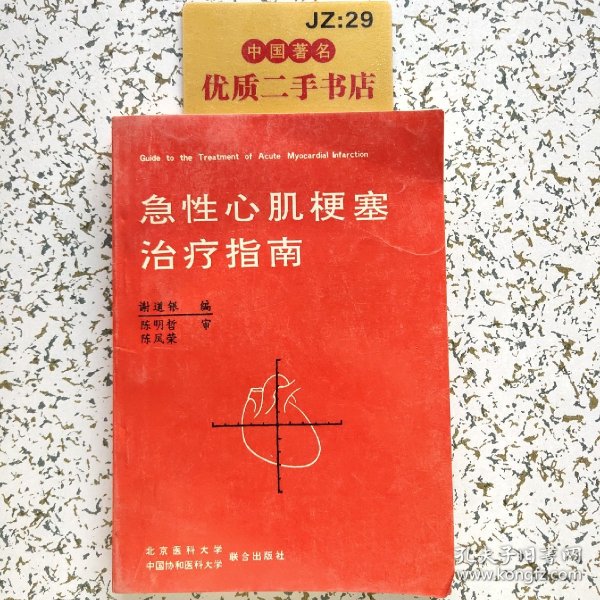 JZ:29
中国著名
优质二手书店
Guide to the Treatment of Acute Myocardial Infarction
急性心肌梗塞
治疗指南
谢道银 编
陈明哲 审
陈凤荣
北京医科大学
中国协和医科大学
联合出版社
孔夫子旧书网
www.kongfz.com